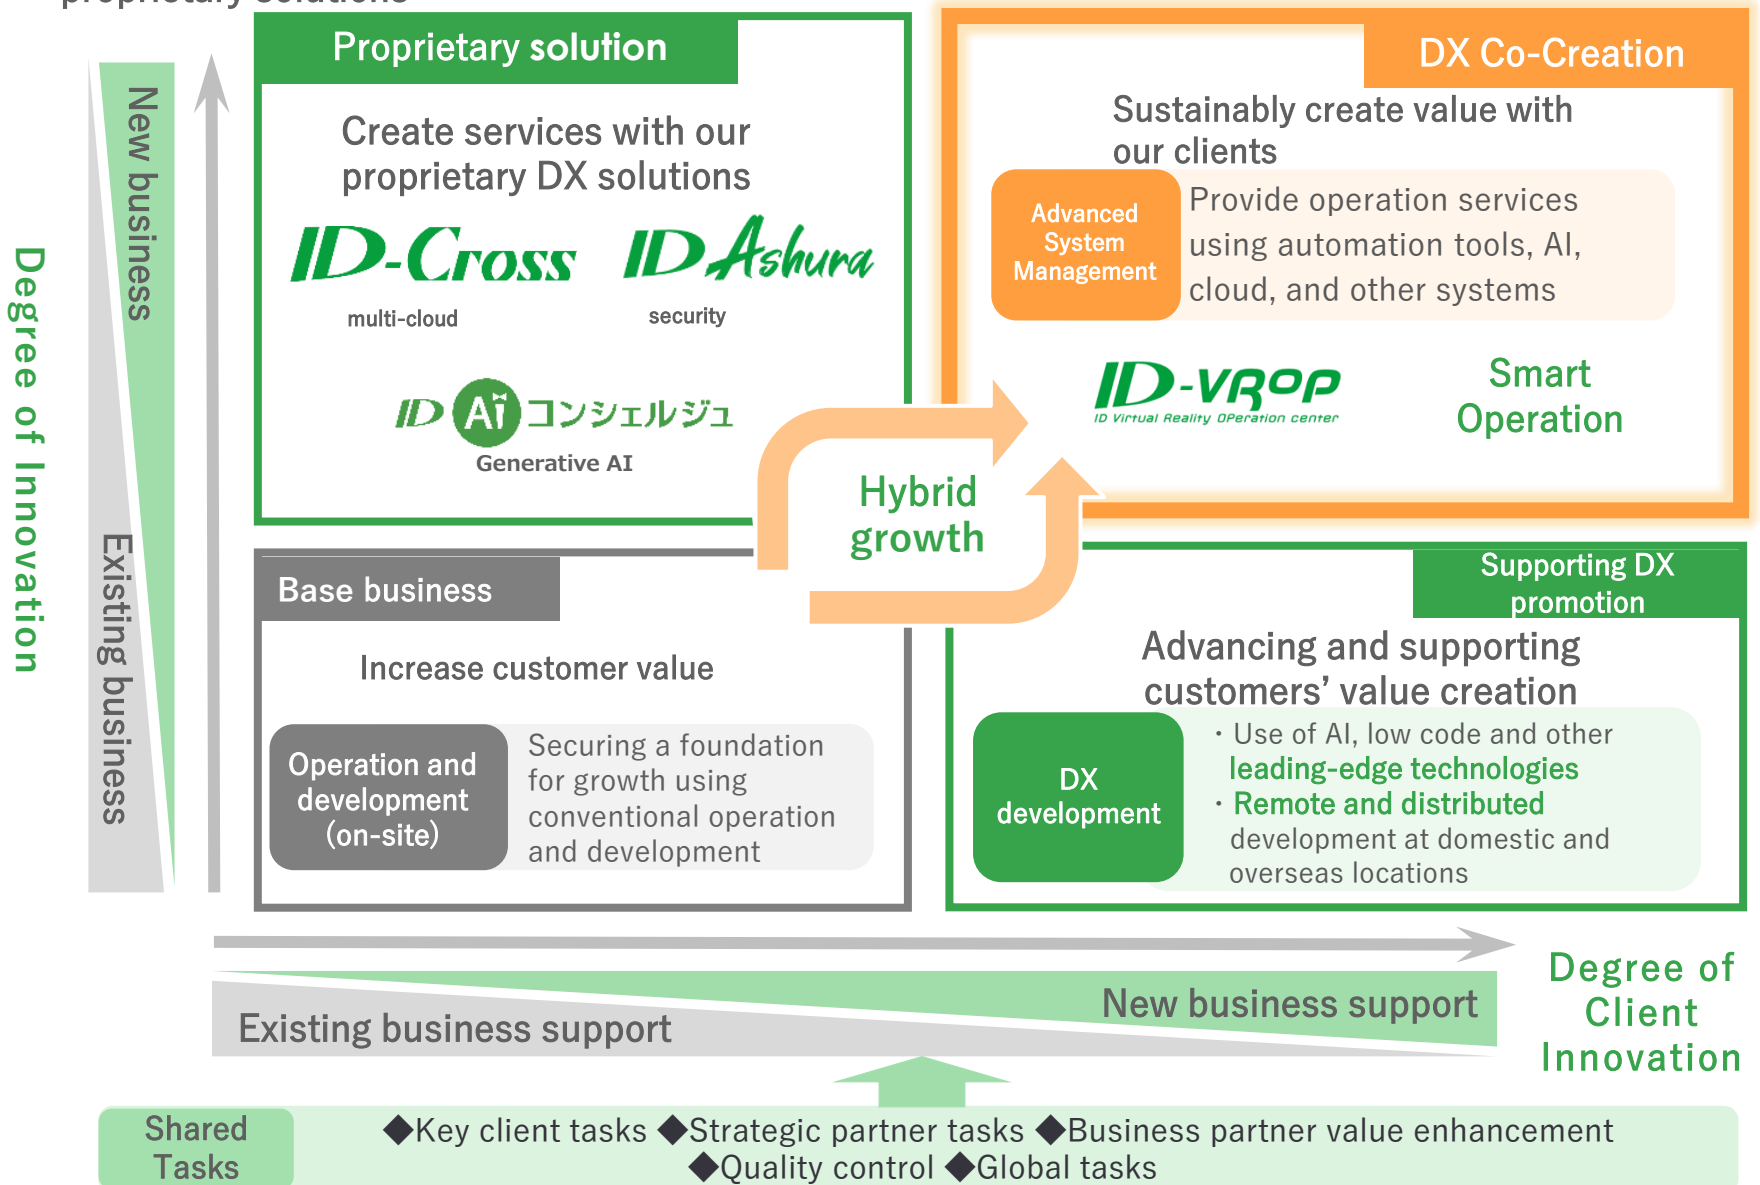 proprietary solutions
Proprietary solution
Create services with our
proprietary DX solutions
ID-Cross
multi-cloud
ID Ashura
security
ID Ai コンシェルジュ
Generative AI
DX Co-Creation
Sustainably create value with
our clients
Advanced
System
Management
Provide operation services
using automation tools, AI,
cloud, and other systems
ID-VROP
ID Virtual Reality OPeration center
Smart
Operation
Hybrid
growth
Base business
Increase customer value
Operation and
development
(on-site)
Securing a foundation
for growth using
conventional operation
and development
Supporting DX
promotion
Advancing and supporting
customers’ value creation
DX
development
・Use of AI, low code and other
leading-edge technologies
・Remote and distributed
development at domestic and
overseas locations
Degree of Innovation
New business
Existing business
Existing business support
New business support
Degree of
Client
Innovation
Shared
Tasks
◆Key client tasks ◆Strategic partner tasks ◆Business partner value enhancement
◆Quality control ◆Global tasks